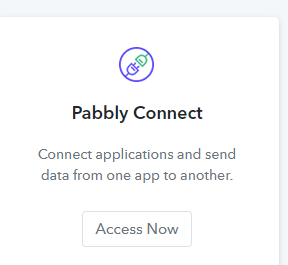 Pabbly Connect
Connect applications and send
data from one app to another.
Access Now